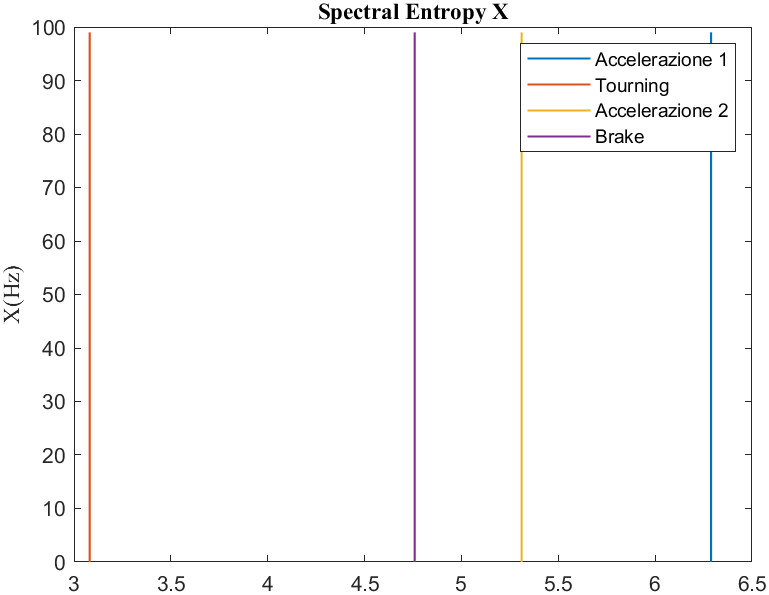 Spectral Entropy X
100
90
80
70
60
50
40
30
20
10
0
X(Hz)
Accelerazione 1
Tourning
Accelerazione 2
Brake
3 3.5 4 4.5 5 5.5 6 6.5